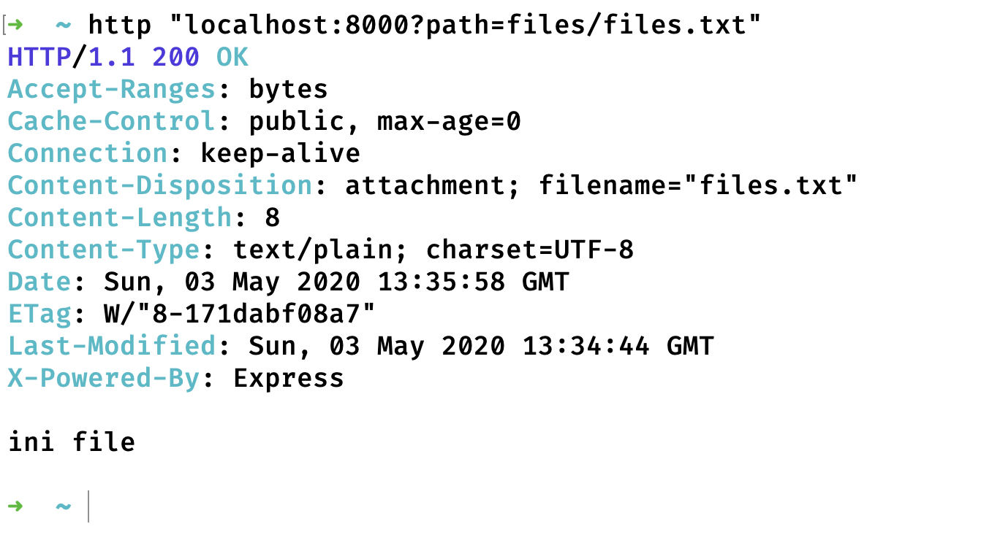 ➜  ~ http "localhost:8000?path=files/files.txt"
HTTP/1.1 200 OK
Accept-Ranges: bytes
Cache-Control: public, max-age=0
Connection: keep-alive
Content-Disposition: attachment; filename="files.txt"
Content-Length: 8
Content-Type: text/plain; charset=UTF-8
Date: Sun, 03 May 2020 13:35:58 GMT
ETag: W/"8-171dabf08a7"
Last-Modified: Sun, 03 May 2020 13:34:44 GMT
X-Powered-By: Express
ini file
➜  ~